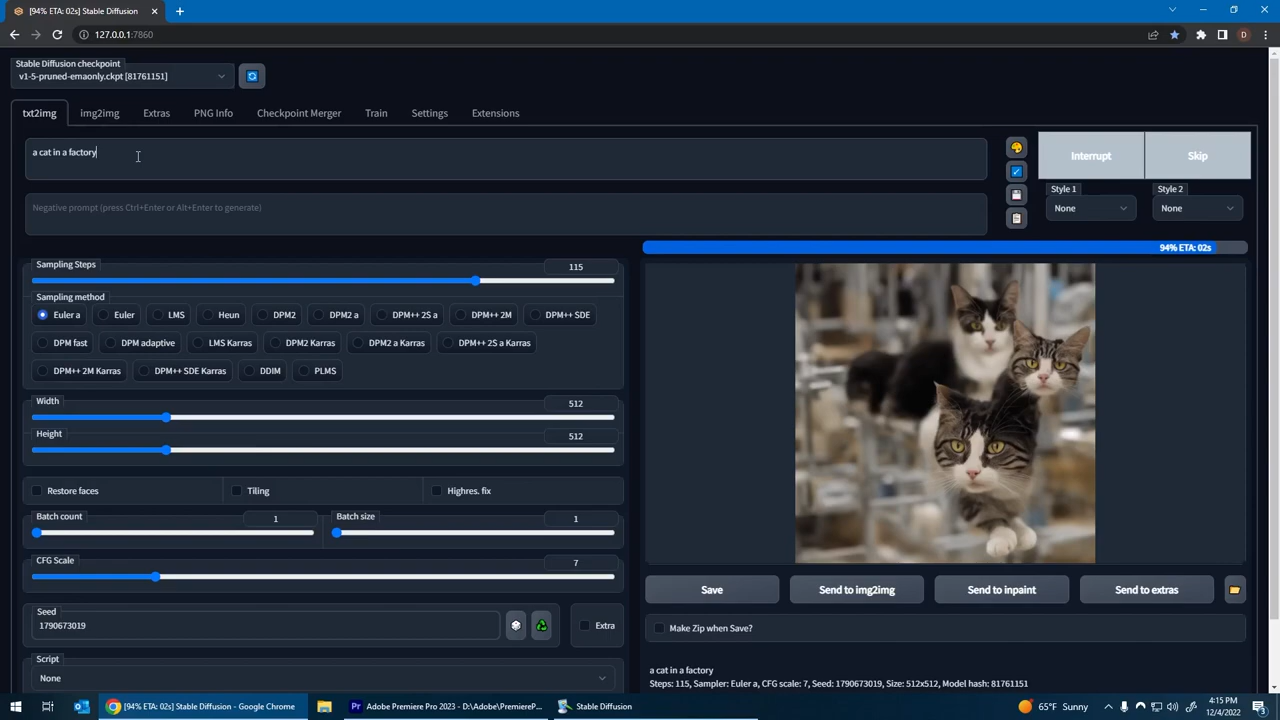 [94% ETA: 02s] Stable Diffusion
127.0.0.1:7860
D
Stable Diffusion checkpoint
v1-5-pruned-emaonly.ckpt [81761151]
txt2img
img2img
Extras
PNG Info
Checkpoint Merger
Train
Settings
Extensions
a cat in a factory
Interrupt
Skip
Style 1
Style 2
None
None
Negative prompt (press Ctrl+Enter or Alt+Enter to generate)
94% ETA: 02s
Sampling Steps
115
Sampling method
Euler a
Euler
LMS
Heun
DPM2
DPM2 a
DPM++ 2S a
DPM++ 2M
DPM++ SDE
DPM fast
DPM adaptive
LMS Karras
DPM2 Karras
DPM2 a Karras
DPM++ 2S a Karras
DPM++ 2M Karras
DPM++ SDE Karras
DDIM
PLMS
Width
512
Height
512
Restore faces
Tiling
Highres. fix
Batch count
1
Batch size
1
CFG Scale
7
Seed
1790673019
Extra
Script
None
Save
Send to img2img
Send to inpaint
Send to extras
Make Zip when Save?
a cat in a factory
Steps: 115, Sampler: Euler a, CFG scale: 7, Seed: 1790673019, Size: 512x512, Model hash: 81761151
[94% ETA: 02s] Stable Diffusion - Google Chrome
Adobe Premiere Pro 2023 - D:\Adobe\PremiereP...
Stable Diffusion
65°F Sunny
4:15 PM
12/4/2022
3